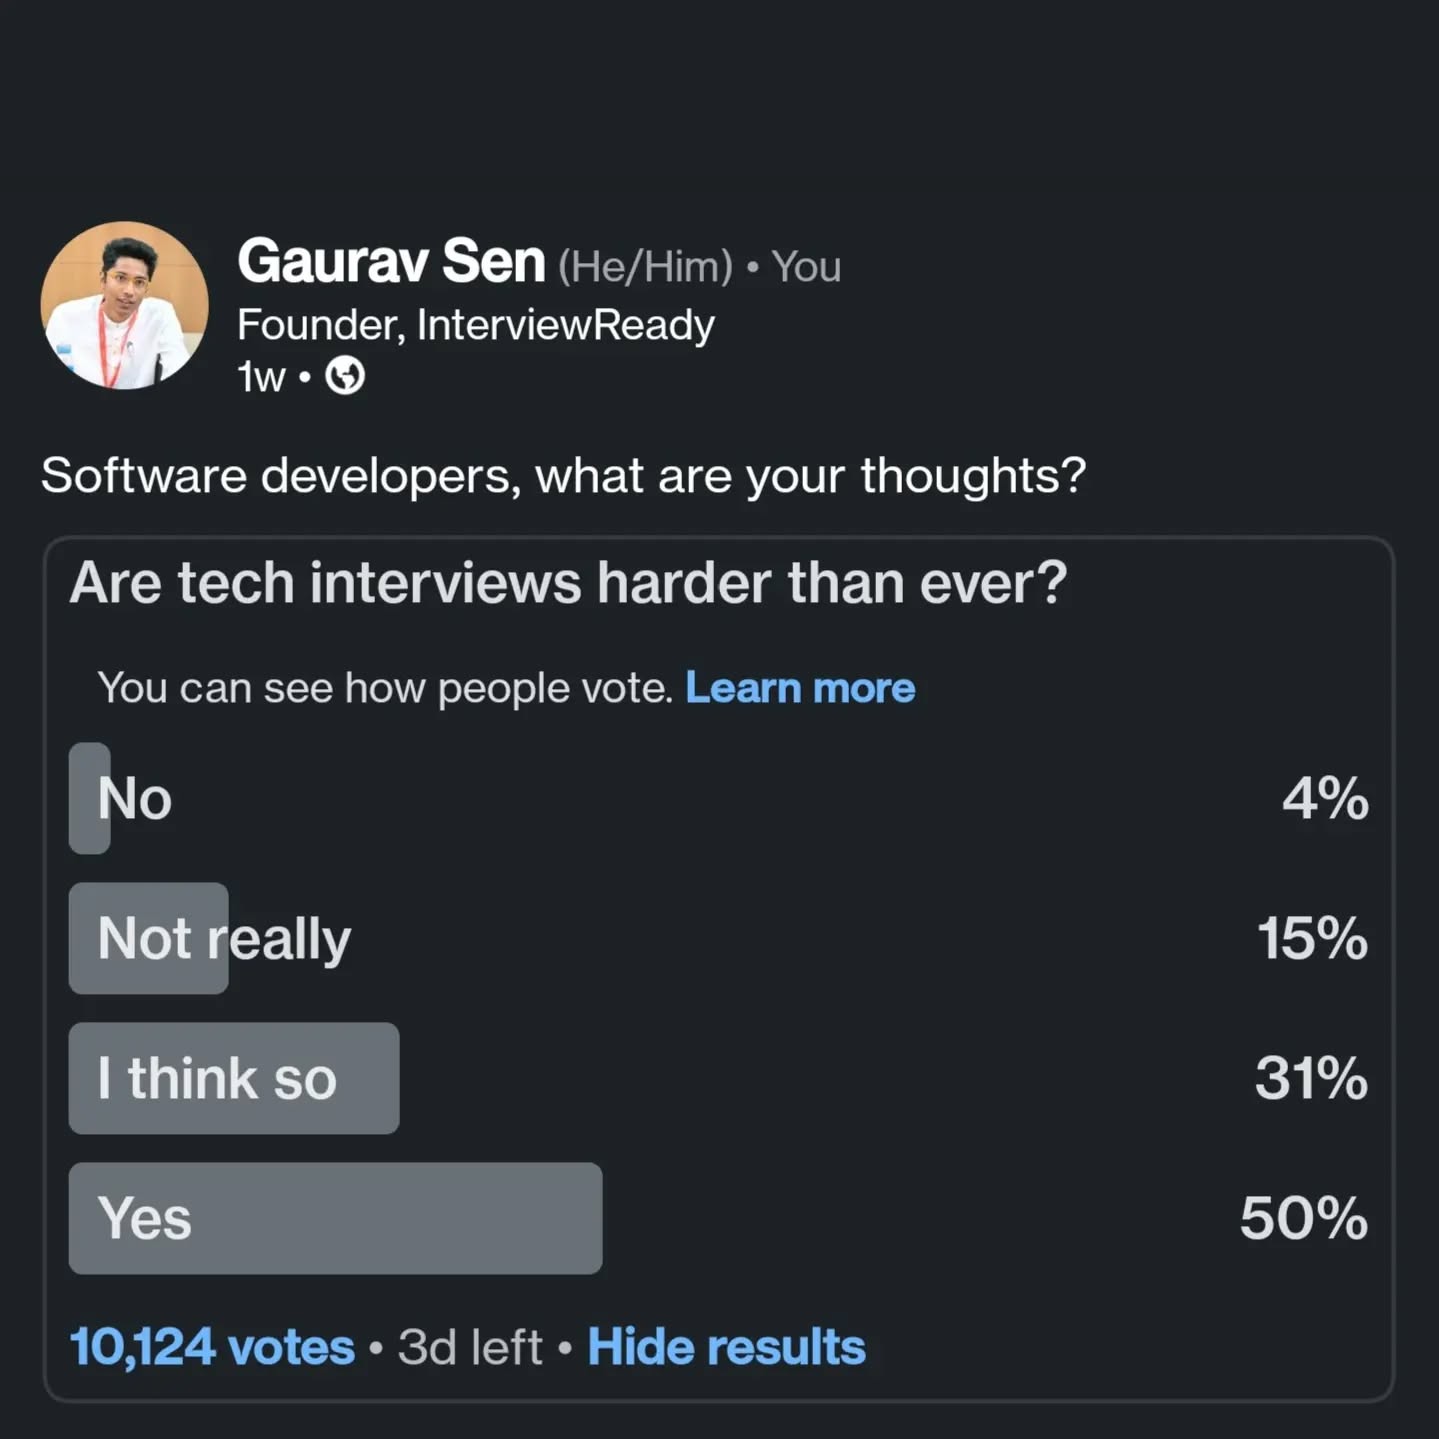 Gaurav Sen (He/Him) • You
Founder, InterviewReady
1w •
Software developers, what are your thoughts?
Are tech interviews harder than ever?
You can see how people vote. Learn more
No 4%
Not really 15%
I think so 31%
Yes 50%
10,124 votes • 3d left • Hide results